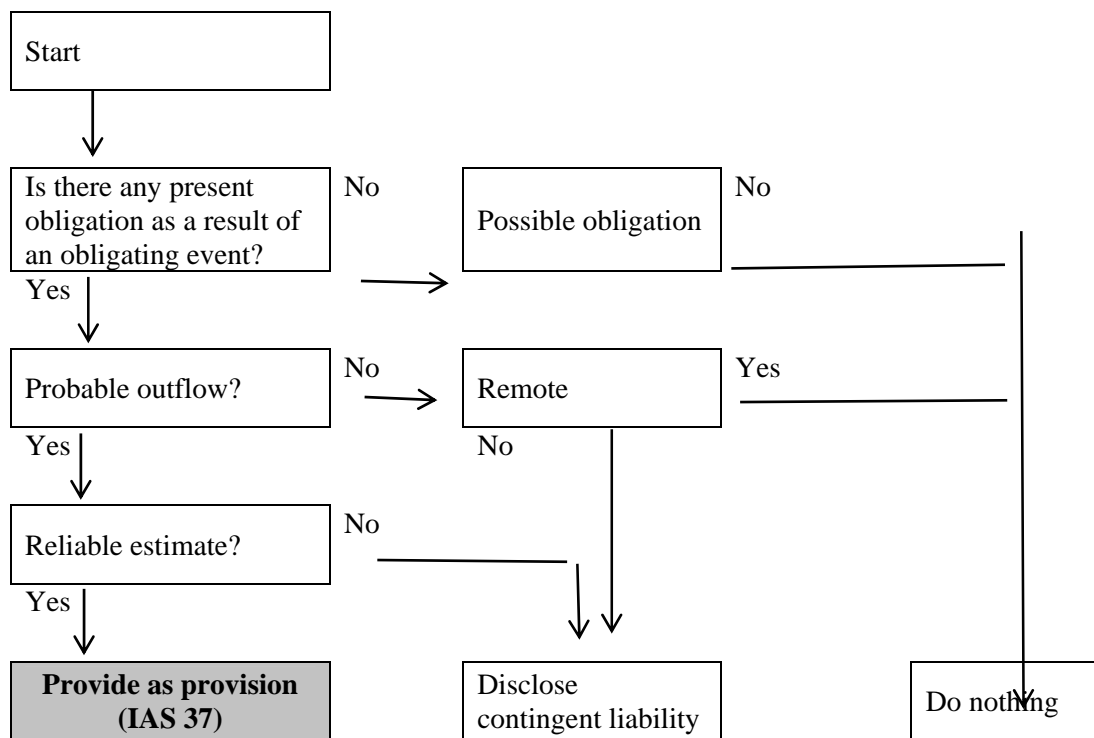 Start
Is there any present
obligation as a result of
an obligating event?
No
Possible obligation
No
Yes
Probable outflow?
No
Remote
Yes
Yes
No
Reliable estimate?
No
Yes
Provide as provision
(IAS 37)
Disclose
contingent liability
Do nothing